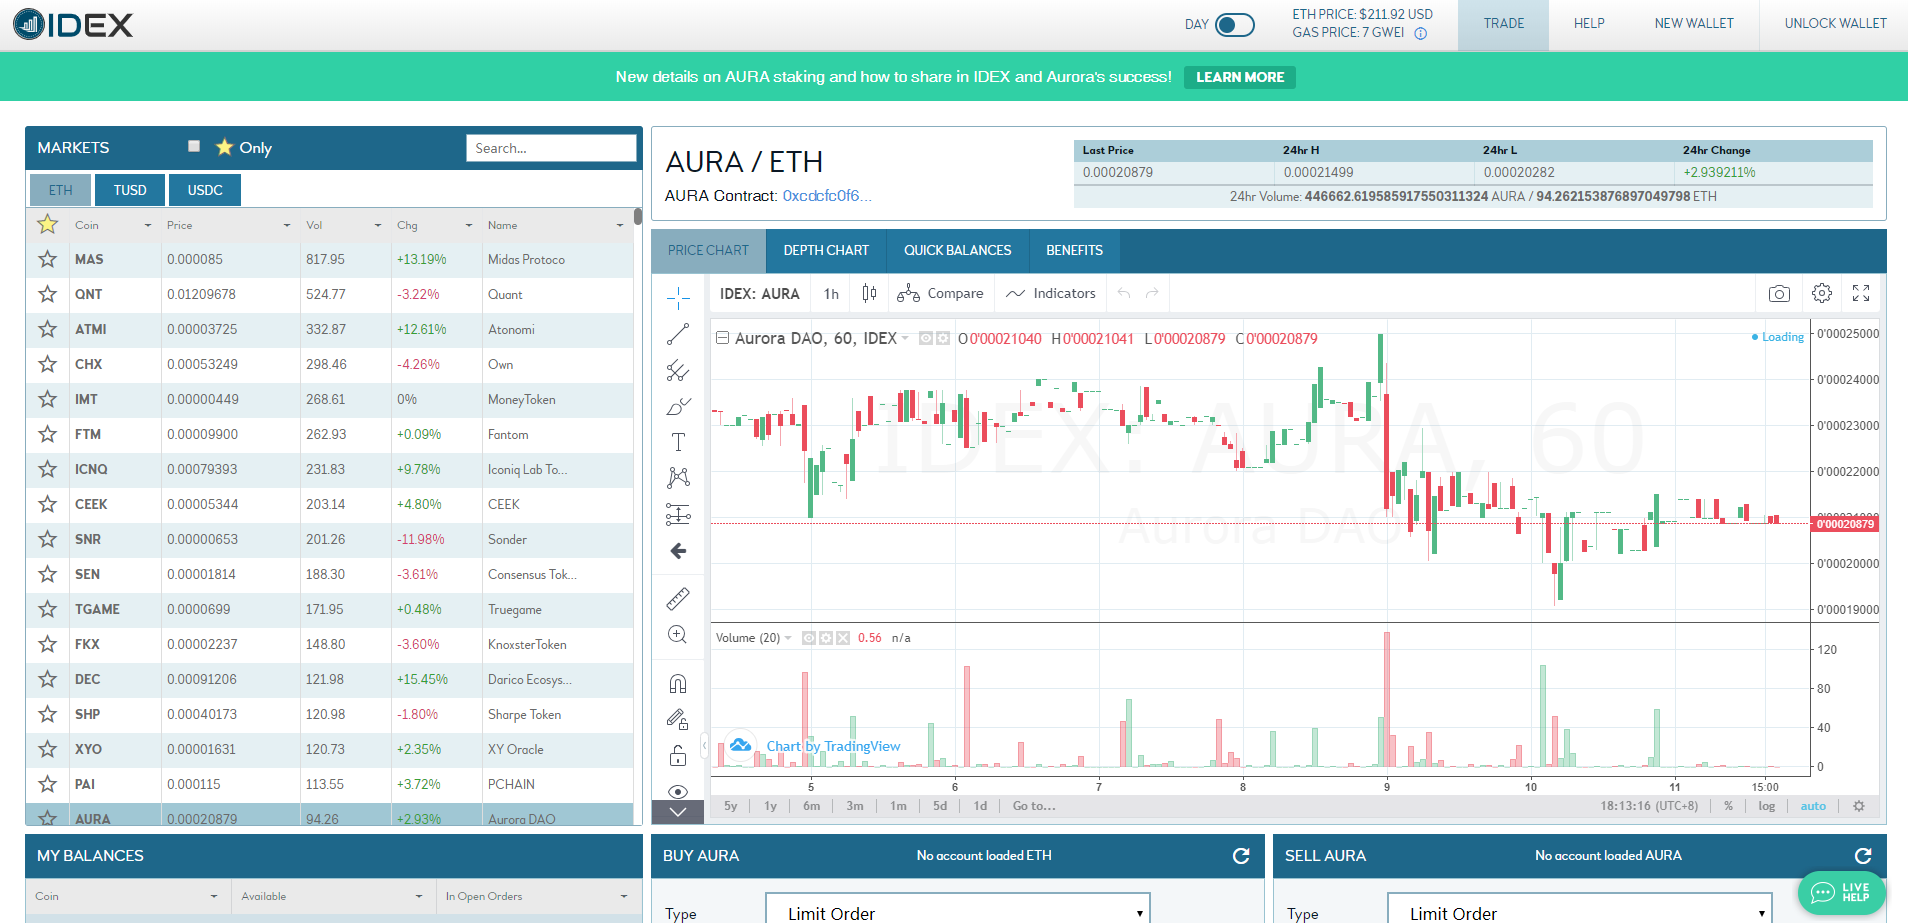 IDEX
DAY
ETH PRICE: $211.92 USD
GAS PRICE: 7 GWEI
TRADE
HELP
NEW WALLET
UNLOCK WALLET
New details on AURA staking and how to share in IDEX and Aurora's success! LEARN MORE
MARKETS
Only
Search...
ETH TUSD USDC
Coin Price Vol Chg Name
MAS 0.000085 817.95 +13.19% Midas Protoco
QNT 0.01209678 524.77 -3.22% Quant
ATMI 0.00003725 332.87 +12.61% Atonomi
CHX 0.00053249 298.46 -4.26% Own
IMT 0.00000449 268.61 0% MoneyToken
FTM 0.00009900 262.93 +0.09% Fantom
ICNQ 0.00079393 231.83 +9.78% Iconiq Lab To...
CEEK 0.00005344 203.14 +4.80% CEEK
SNR 0.00000653 201.26 -11.98% Sonder
SEN 0.00001814 188.30 -3.61% Consensus Tok...
TGAME 0.0000699 171.95 +0.48% Truegame
FKX 0.00002237 148.80 -3.60% KnoxsterToken
DEC 0.00091206 121.98 +15.45% Darico Ecosys...
SHP 0.00040173 120.98 -1.80% Sharpe Token
XYO 0.00001631 120.73 +2.35% XY Oracle
PAI 0.000115 113.55 +3.72% PCHAIN
AURA 0.00020879 94.26 +2.93% Aurora DAO
AURA / ETH
AURA Contract: 0xcdcfc0f6...
Last Price 24hr H 24hr L 24hr Change
0.00020879 0.00021499 0.00020282 +2.939211%
24hr Volume: 446662.619585917550311324 AURA / 94.262153876897049798 ETH
PRICE CHART DEPTH CHART QUICK BALANCES BENEFITS
IDEX: AURA 1h Compare Indicators
Aurora DAO, 60, IDEX O0'00021040 H0'00021041 L0'00020879 C0'00020879
Loading
IDEX: AURA, 60
Aurora DAO
0'00025000
0'00024000
0'00023000
0'00022000
0'00021000
0'00020879
0'00020000
0'00019000
Volume (20) 0.56 n/a
120
80
40
0
Chart by TradingView
5 6 7 8 9 10 11 15:00
5y 1y 6m 3m 1m 5d 1d Go to... 18:13:16 (UTC+8) % log auto
MY BALANCES
Coin Available In Open Orders
BUY AURA No account loaded ETH
Type Limit Order
SELL AURA No account loaded AURA
Type Limit Order
LIVE
HELP